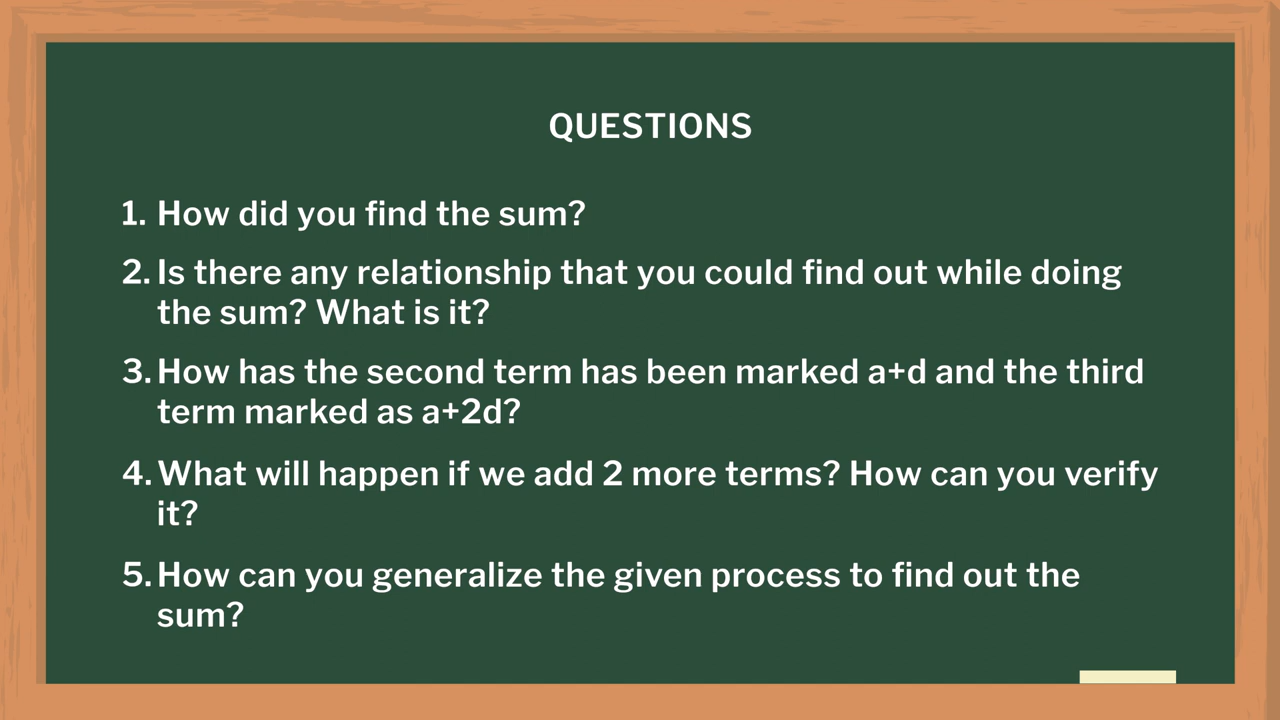 QUESTIONS
1. How did you find the sum?
2. Is there any relationship that you could find out while doing
the sum? What is it?
3. How has the second term has been marked a+d and the third
term marked as a+2d?
4. What will happen if we add 2 more terms? How can you verify
it?
5. How can you generalize the given process to find out the
sum?